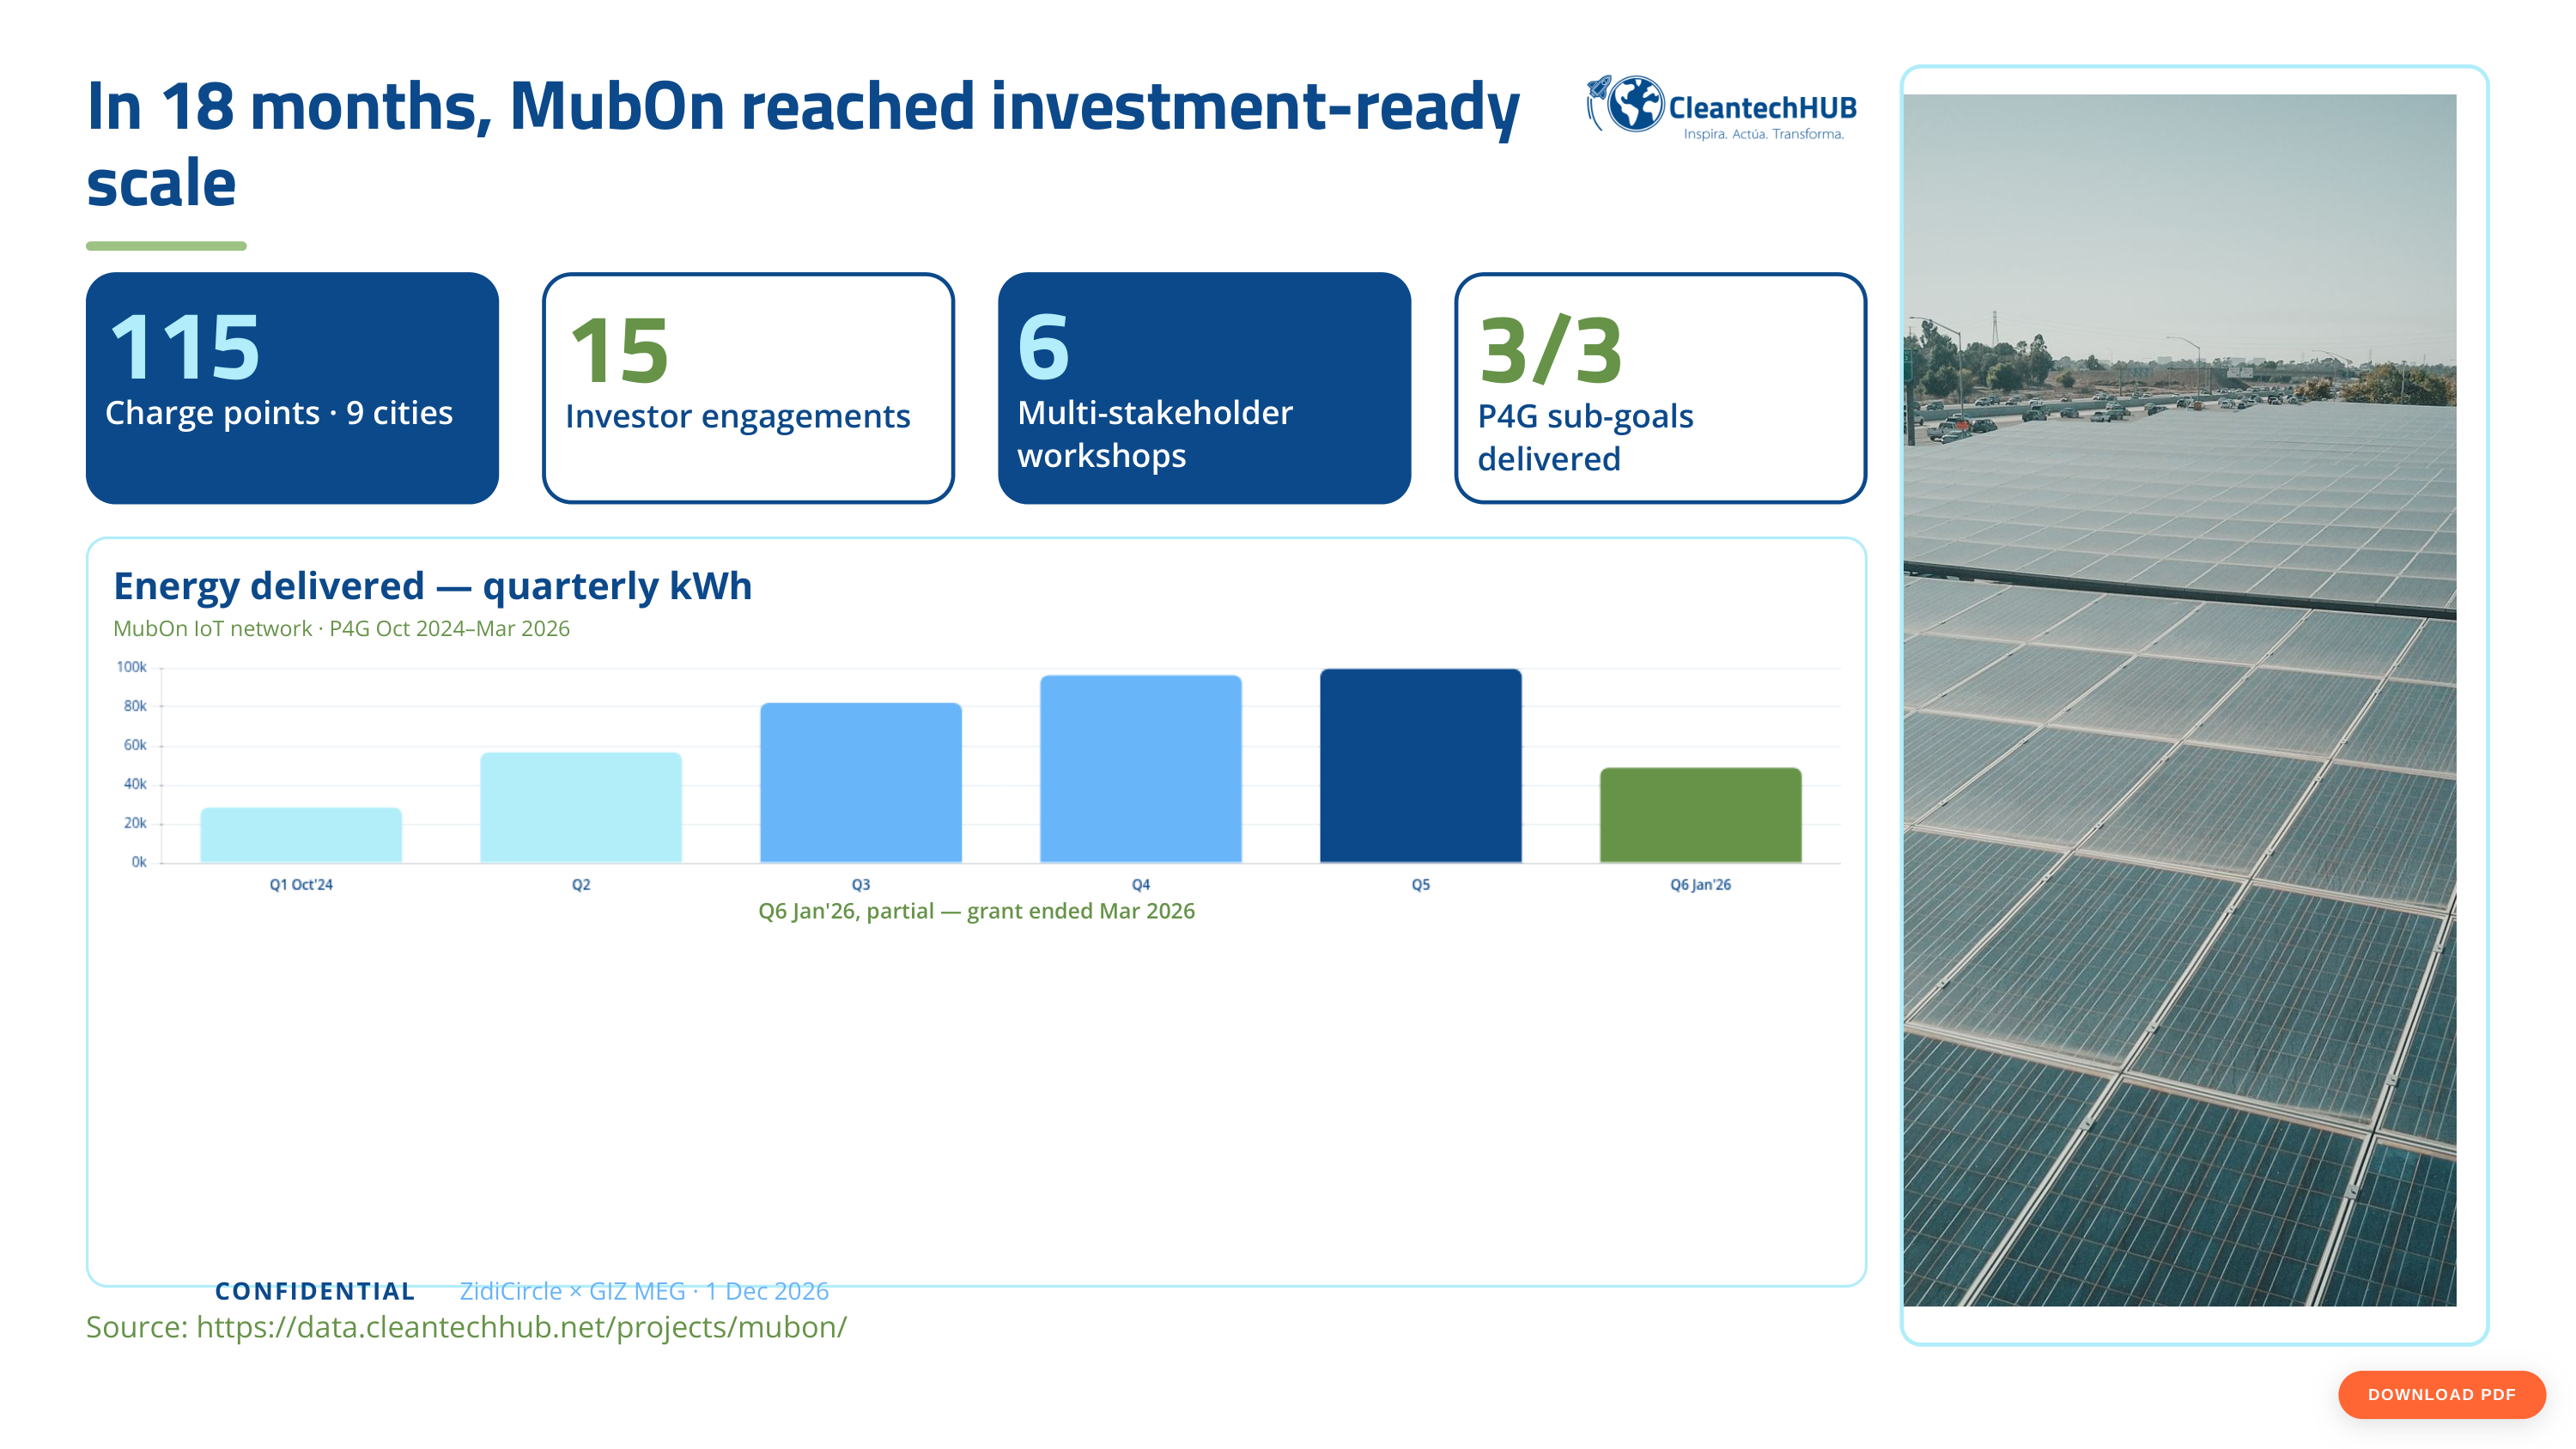 In 18 months, MubOn reached investment-ready
scale
CleantechHUB
Inspira. Actúa. Transforma.
115
Charge points · 9 cities
15
Investor engagements
6
Multi-stakeholder
workshops
3/3
P4G sub-goals
delivered
Energy delivered — quarterly kWh
MubOn IoT network · P4G Oct 2024–Mar 2026
100k
80k
60k
40k
20k
0k
Q1 Oct'24 Q2 Q3 Q4 Q5 Q6 Jan'26
Q6 Jan'26, partial — grant ended Mar 2026
CONFIDENTIAL ZidiCircle × GIZ MEG · 1 Dec 2026
Source: https://data.cleantechhub.net/projects/mubon/
DOWNLOAD PDF